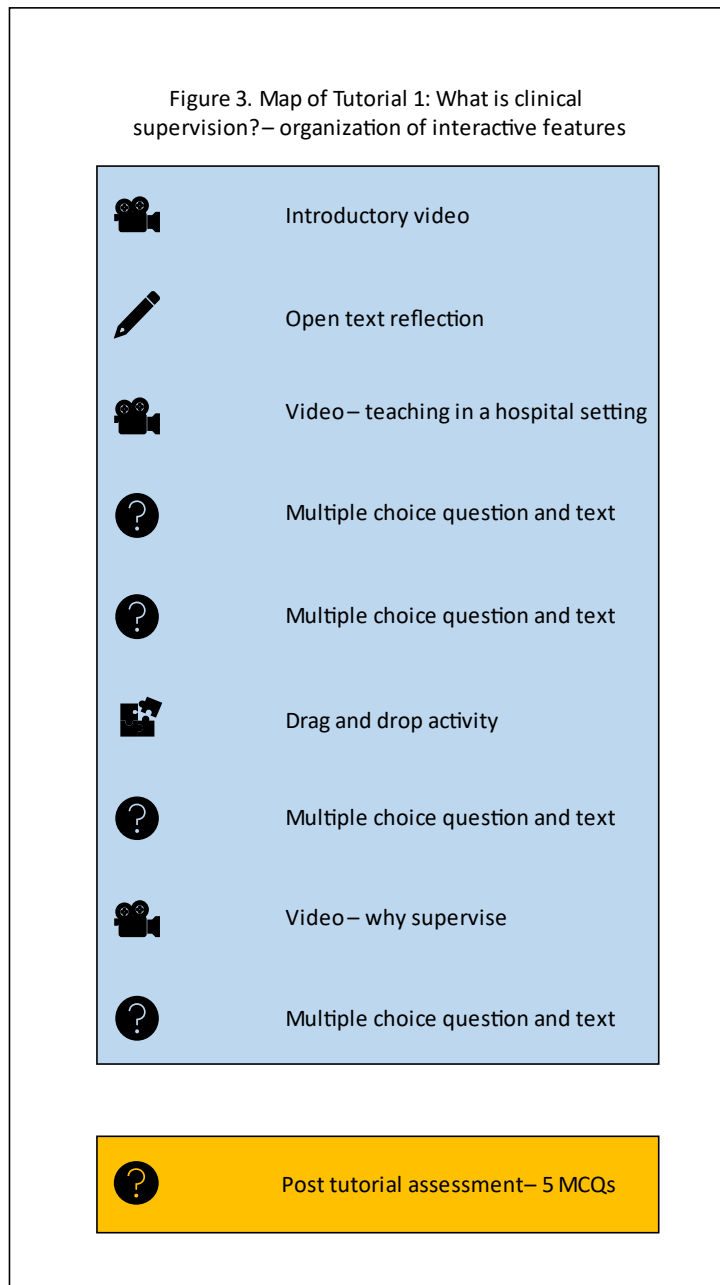 Figure 3. Map of Tutorial 1: What is clinical
supervision?– organization of interactive features
Introductory video
Open text reflection
Video – teaching in a hospital setting
Multiple choice question and text
Multiple choice question and text
Drag and drop activity
Multiple choice question and text
Video – why supervise
Multiple choice question and text
Post tutorial assessment– 5 MCQs